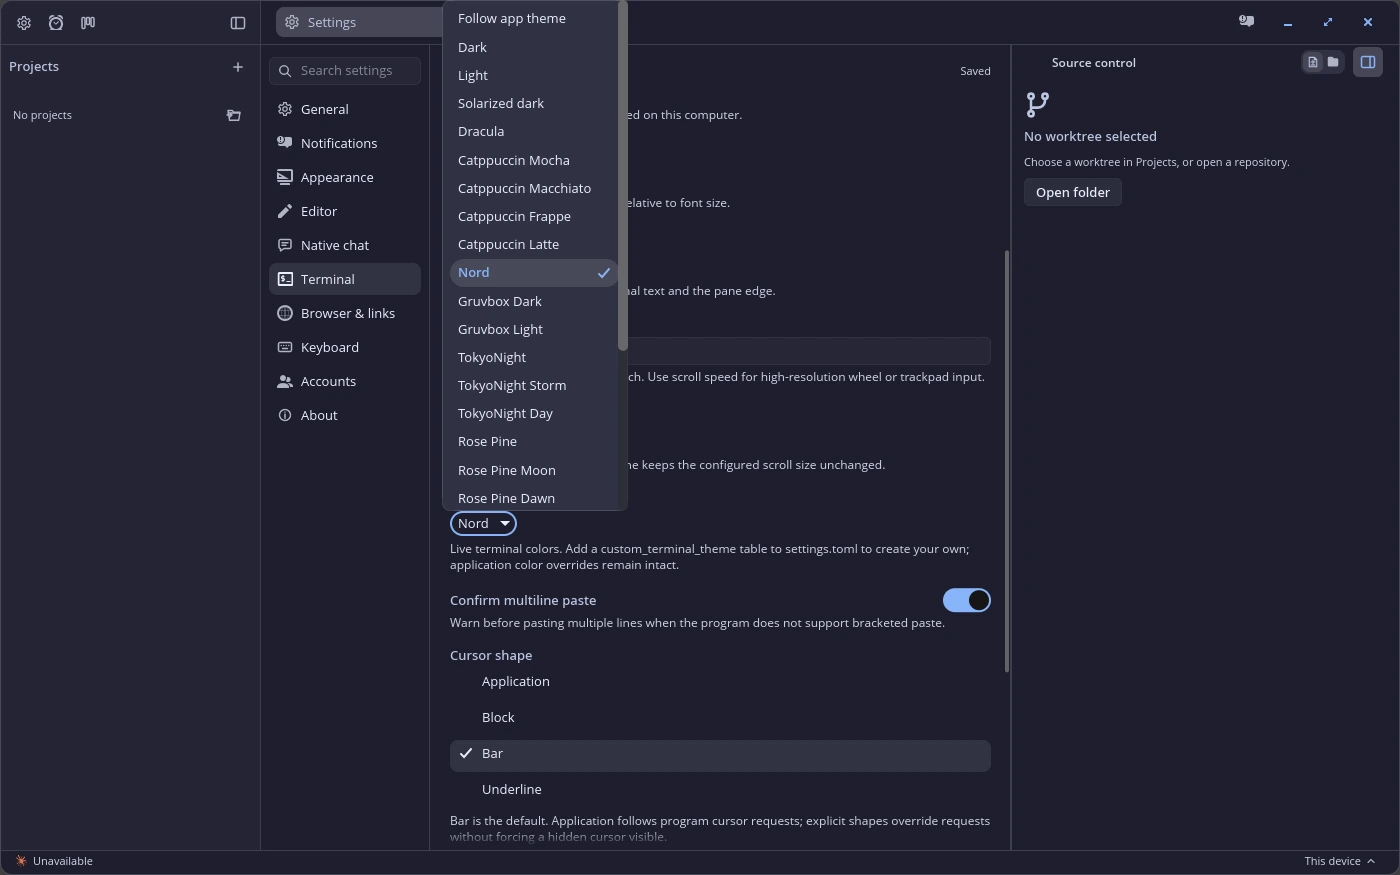 Settings
Projects
No projects
Search settings
General
Notifications
Appearance
Editor
Native chat
Terminal
Browser & links
Keyboard
Accounts
About
Follow app theme
Dark
Light
Solarized dark
Dracula
Catppuccin Mocha
Catppuccin Macchiato
Catppuccin Frappe
Catppuccin Latte
Nord
Gruvbox Dark
Gruvbox Light
TokyoNight
TokyoNight Storm
TokyoNight Day
Rose Pine
Rose Pine Moon
Rose Pine Dawn
Saved
on this computer.
relative to font size.
text and the pane edge.
Use scroll speed for high-resolution wheel or trackpad input.
keeps the configured scroll size unchanged.
Nord
Live terminal colors. Add a custom_terminal_theme table to settings.toml to create your own;
application color overrides remain intact.
Confirm multiline paste
Warn before pasting multiple lines when the program does not support bracketed paste.
Cursor shape
Application
Block
Bar
Underline
Bar is the default. Application follows program cursor requests; explicit shapes override requests
without forcing a hidden cursor visible.
Source control
No worktree selected
Choose a worktree in Projects, or open a repository.
Open folder
Unavailable
This device